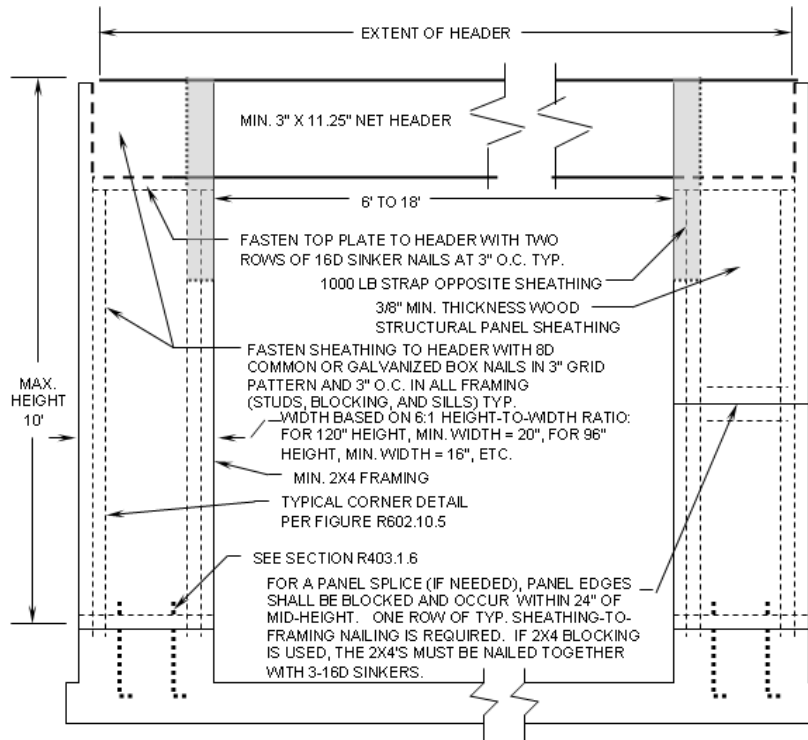 EXTENT OF HEADER
MIN. 3" X 11.25" NET HEADER
6' TO 18'
FASTEN TOP PLATE TO HEADER WITH TWO
ROWS OF 16D SINKER NAILS AT 3" O.C. TYP.
1000 LB STRAP OPPOSITE SHEATHING
3/8" MIN. THICKNESS WOOD
STRUCTURAL PANEL SHEATHING
FASTEN SHEATHING TO HEADER WITH 8D
COMMON OR GALVANIZED BOX NAILS IN 3" GRID
PATTERN AND 3" O.C. IN ALL FRAMING
(STUDS, BLOCKING, AND SILLS) TYP.
MAX.
HEIGHT
10'
WIDTH BASED ON 6:1 HEIGHT-TO-WIDTH RATIO:
FOR 120" HEIGHT, MIN. WIDTH = 20", FOR 96"
HEIGHT, MIN. WIDTH = 16", ETC.
MIN. 2X4 FRAMING
TYPICAL CORNER DETAIL
PER FIGURE R602.10.5
SEE SECTION R403.1.6
FOR A PANEL SPLICE (IF NEEDED), PANEL EDGES
SHALL BE BLOCKED AND OCCUR WITHIN 24" OF
MID-HEIGHT. ONE ROW OF TYP. SHEATHING-TO-
FRAMING NAILING IS REQUIRED. IF 2X4 BLOCKING
IS USED, THE 2X4'S MUST BE NAILED TOGETHER
WITH 3-16D SINKERS.